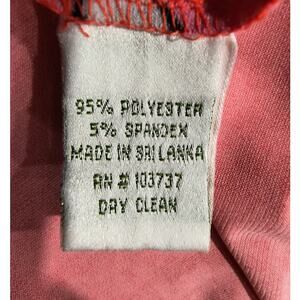 95% POLYESTER
5% SPANDEX
MADE IN SRI LANKA
RN # 103737
DRY CLEAN